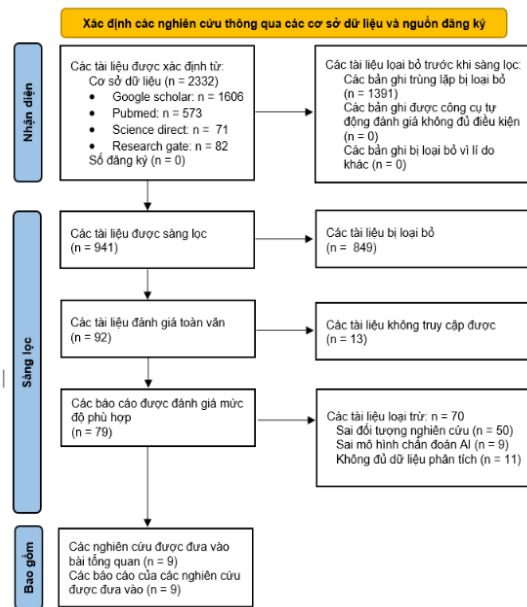 Xác định các nghiên cứu thông qua các cơ sở dữ liệu và nguồn đăng ký
Nhận diện
Các tài liệu được xác định từ:
Cơ sở dữ liệu (n = 2332)
• Google scholar: n = 1606
• Pubmed: n = 573
• Science direct: n = 71
• Research gate: n = 82
Số đăng ký (n = 0)
Các tài liệu loại bỏ trước khi sàng lọc:
Các bản ghi trùng lặp bị loại bỏ
(n = 1391)
Các bản ghi được công cụ tự
động đánh giá không đủ điều kiện
(n = 0)
Các bản ghi bị loại bỏ vì lí do
khác (n = 0)
Sàng lọc
Các tài liệu được sàng lọc
(n = 941)
Các tài liệu bị loại bỏ
(n = 849)
Các tài liệu đánh giá toàn văn
(n = 92)
Các tài liệu không truy cập được
(n = 13)
Các báo cáo được đánh giá mức
độ phù hợp
(n = 79)
Các tài liệu loại trừ: n = 70
Sai đối tượng nghiên cứu (n = 50)
Sai mô hình chẩn đoán AI (n = 9)
Không đủ dữ liệu phân tích (n = 11)
Bao gồm
Các nghiên cứu được đưa vào
bài tổng quan (n = 9)
Các báo cáo của các nghiên cứu
được đưa vào (n = 9)